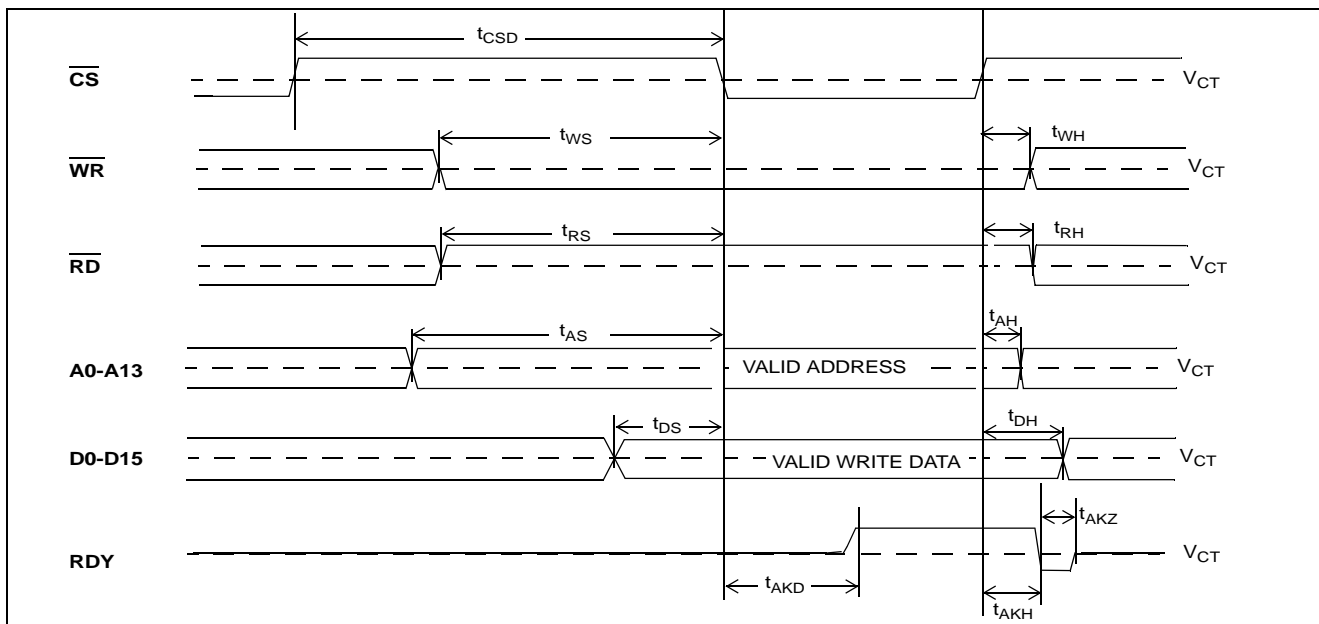 tCSD
CS VCT
tWS tWH
WR VCT
tRS tRH
RD VCT
tAS tAH
A0-A13 VALID ADDRESS VCT
tDS tDH
D0-D15 VALID WRITE DATA VCT
tAKZ
RDY VCT
tAKD
tAKH